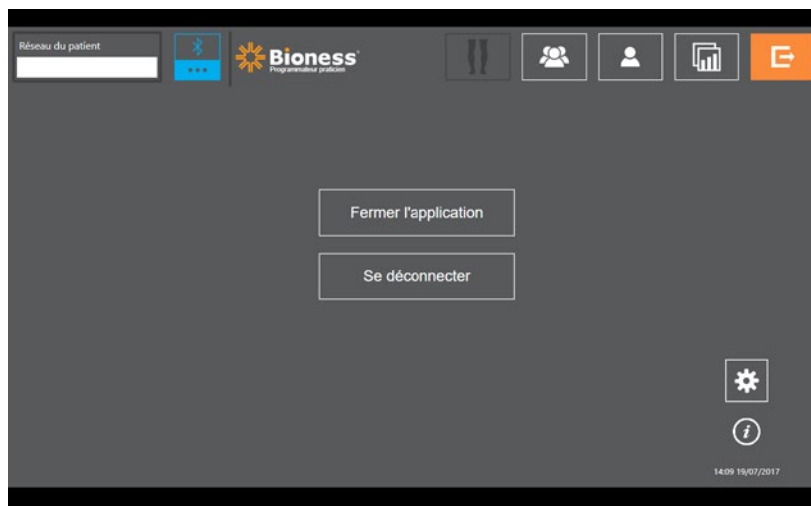 Réseau du patient
Bioness
Programmateur praticien
Fermer l'application
Se déconnecter
14:09 19/07/2017